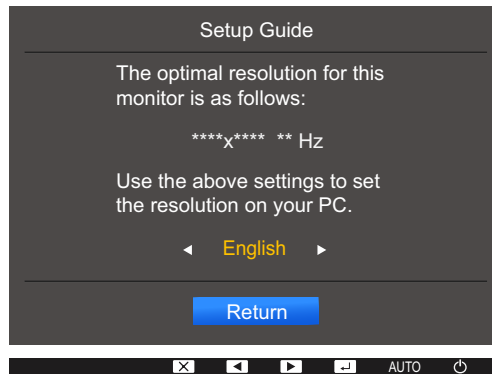 Setup Guide
The optimal resolution for this
monitor is as follows:
****x**** ** Hz
Use the above settings to set
the resolution on your PC.
English
Return
AUTO